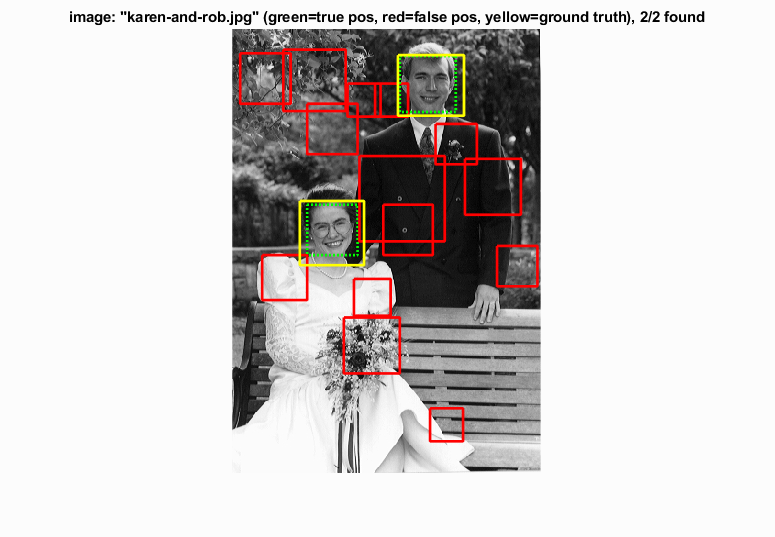 image: "karen-and-rob.jpg" (green=true pos, red=false pos, yellow=ground truth), 2/2 found